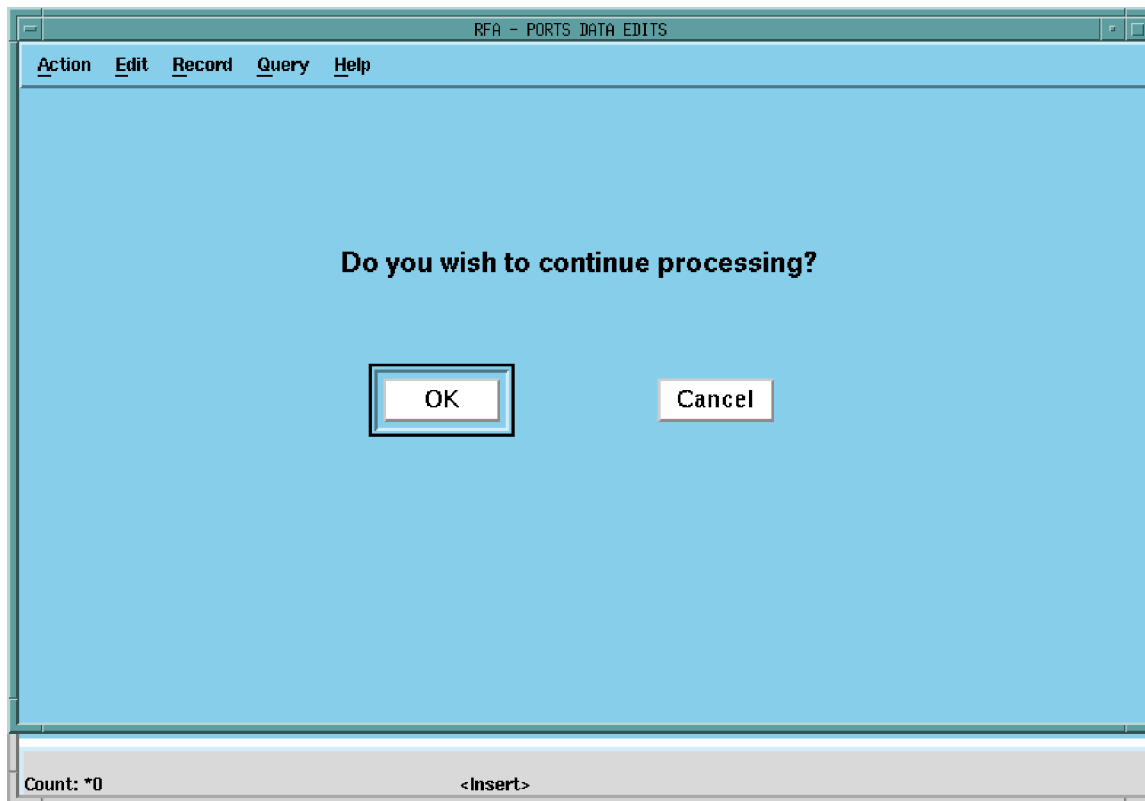 RFA - PORTS DATA EDITS
Action Edit Record Query Help
Do you wish to continue processing?
OK Cancel
Count: *0 <Insert>